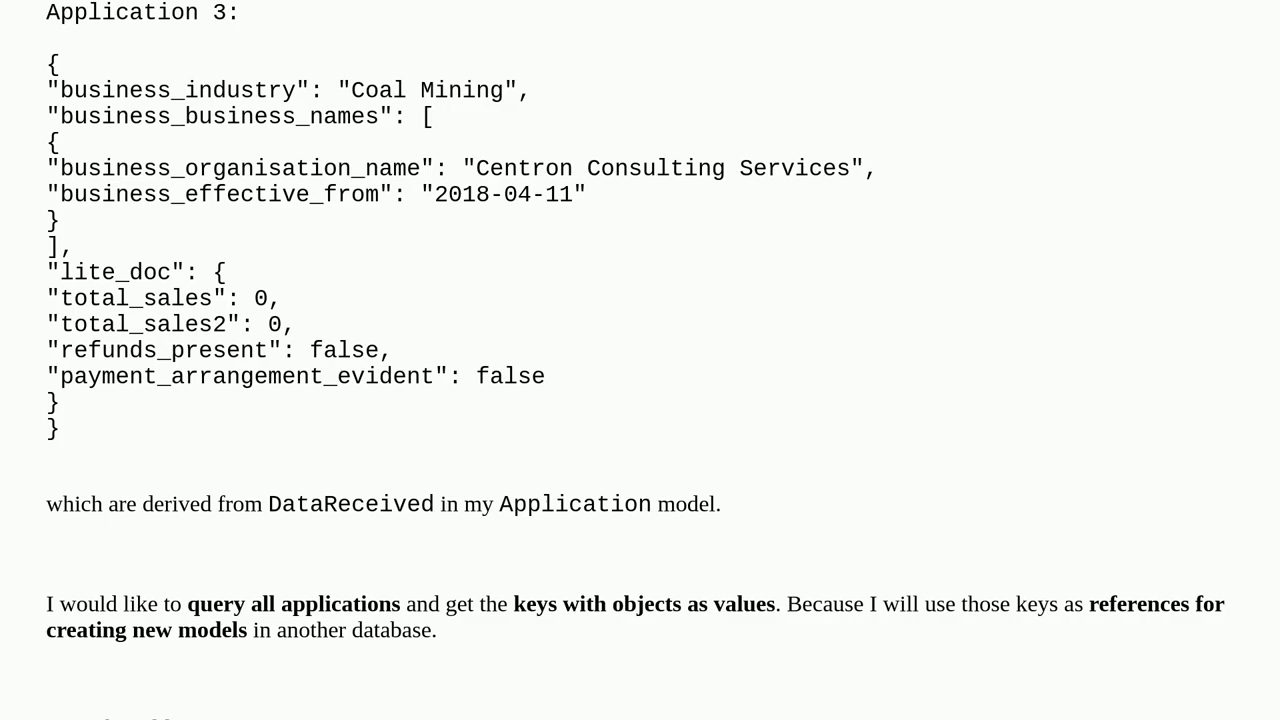 Application 3:
{
"business_industry": "Coal Mining",
"business_business_names": [
{
"business_organisation_name": "Centron Consulting Services",
"business_effective_from": "2018-04-11"
}
],
"lite_doc": {
"total_sales": 0,
"total_sales2": 0,
"refunds_present": false,
"payment_arrangement_evident": false
}
}
which are derived from DataReceived in my Application model.
I would like to query all applications and get the keys with objects as values. Because I will use those keys as references for
creating new models in another database.